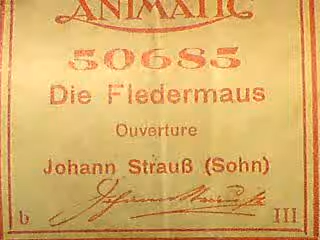 ANIMATIC
50685
Die Fledermaus
Ouverture
Johann Strauß (Sohn)
b III